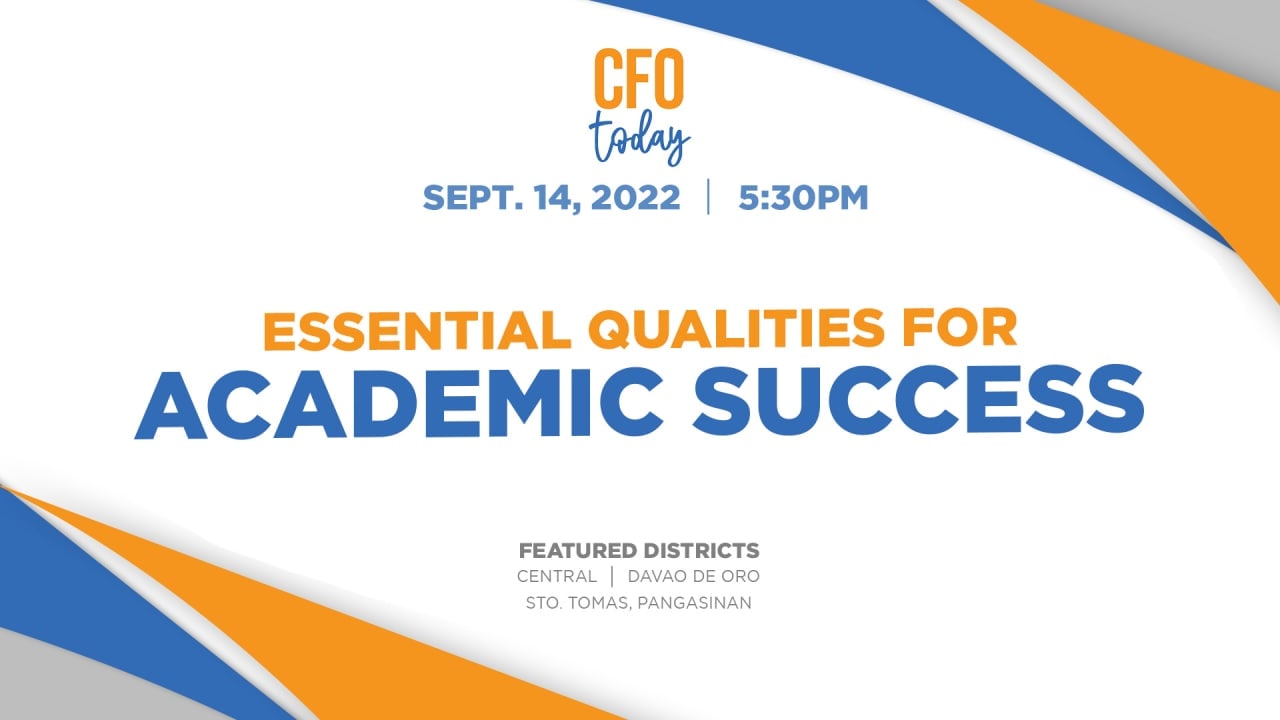 CFO
today
SEPT. 14, 2022 | 5:30PM
ESSENTIAL QUALITIES FOR
ACADEMIC SUCCESS
FEATURED DISTRICTS
CENTRAL | DAVAO DE ORO
STO. TOMAS, PANGASINAN